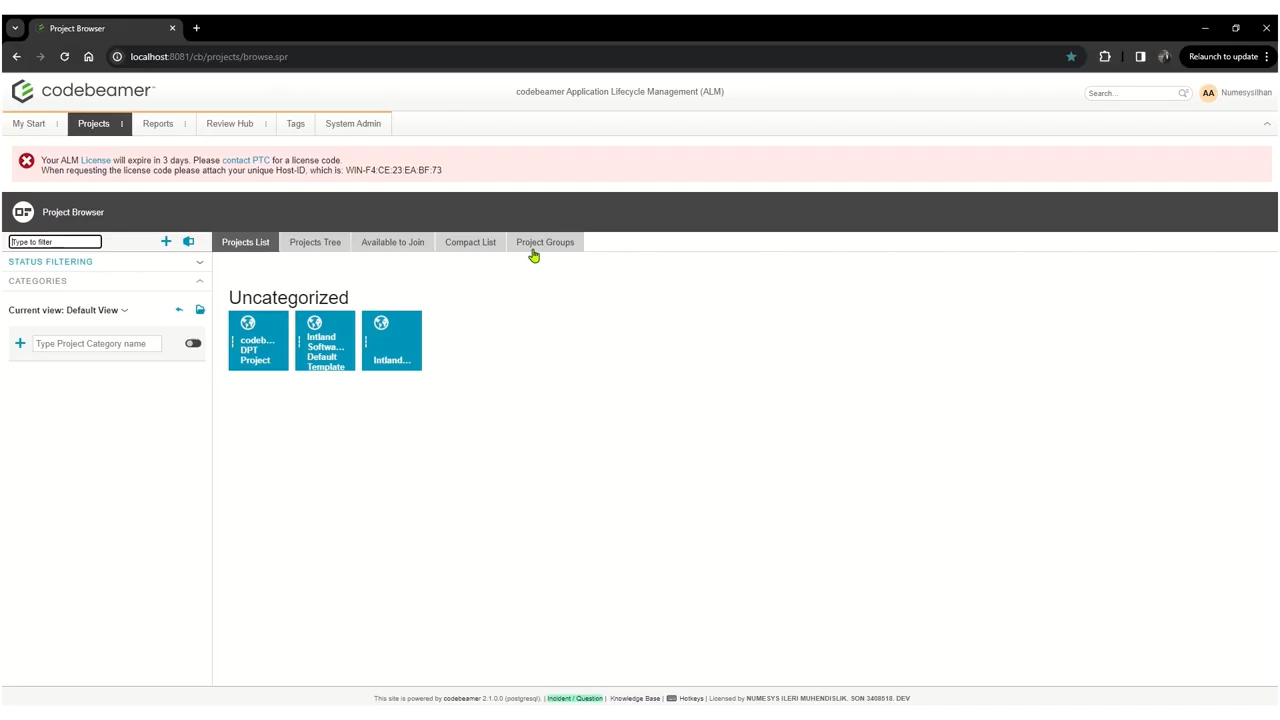 Project Browser
localhost:8081/cb/projects/browse.spr
Relaunch to update
codebeamer
codebeamer Application Lifecycle Management (ALM)
Search...
AA
Numesysilhan
My Start
Projects
Reports
Review Hub
Tags
System Admin
Your ALM License will expire in 3 days. Please contact PTC for a license code.
When requesting the license code please attach your unique Host-ID, which is: WIN-F4:CE:23:EA:BF:73
Project Browser
Type to filter
Projects List
Projects Tree
Available to Join
Compact List
Project Groups
STATUS FILTERING
CATEGORIES
Current view: Default View
Type Project Category name
Uncategorized
codeb...
DPT
Project
Intland
Softwa...
Default
Template
Intland...
This site is powered by codebeamer 2.1.0.0 (postgresql). | Incident / Question | Knowledge Base | Hotkeys | Licensed by NUMESYS ILERI MUHENDISLIK. SON 3408518. DEV